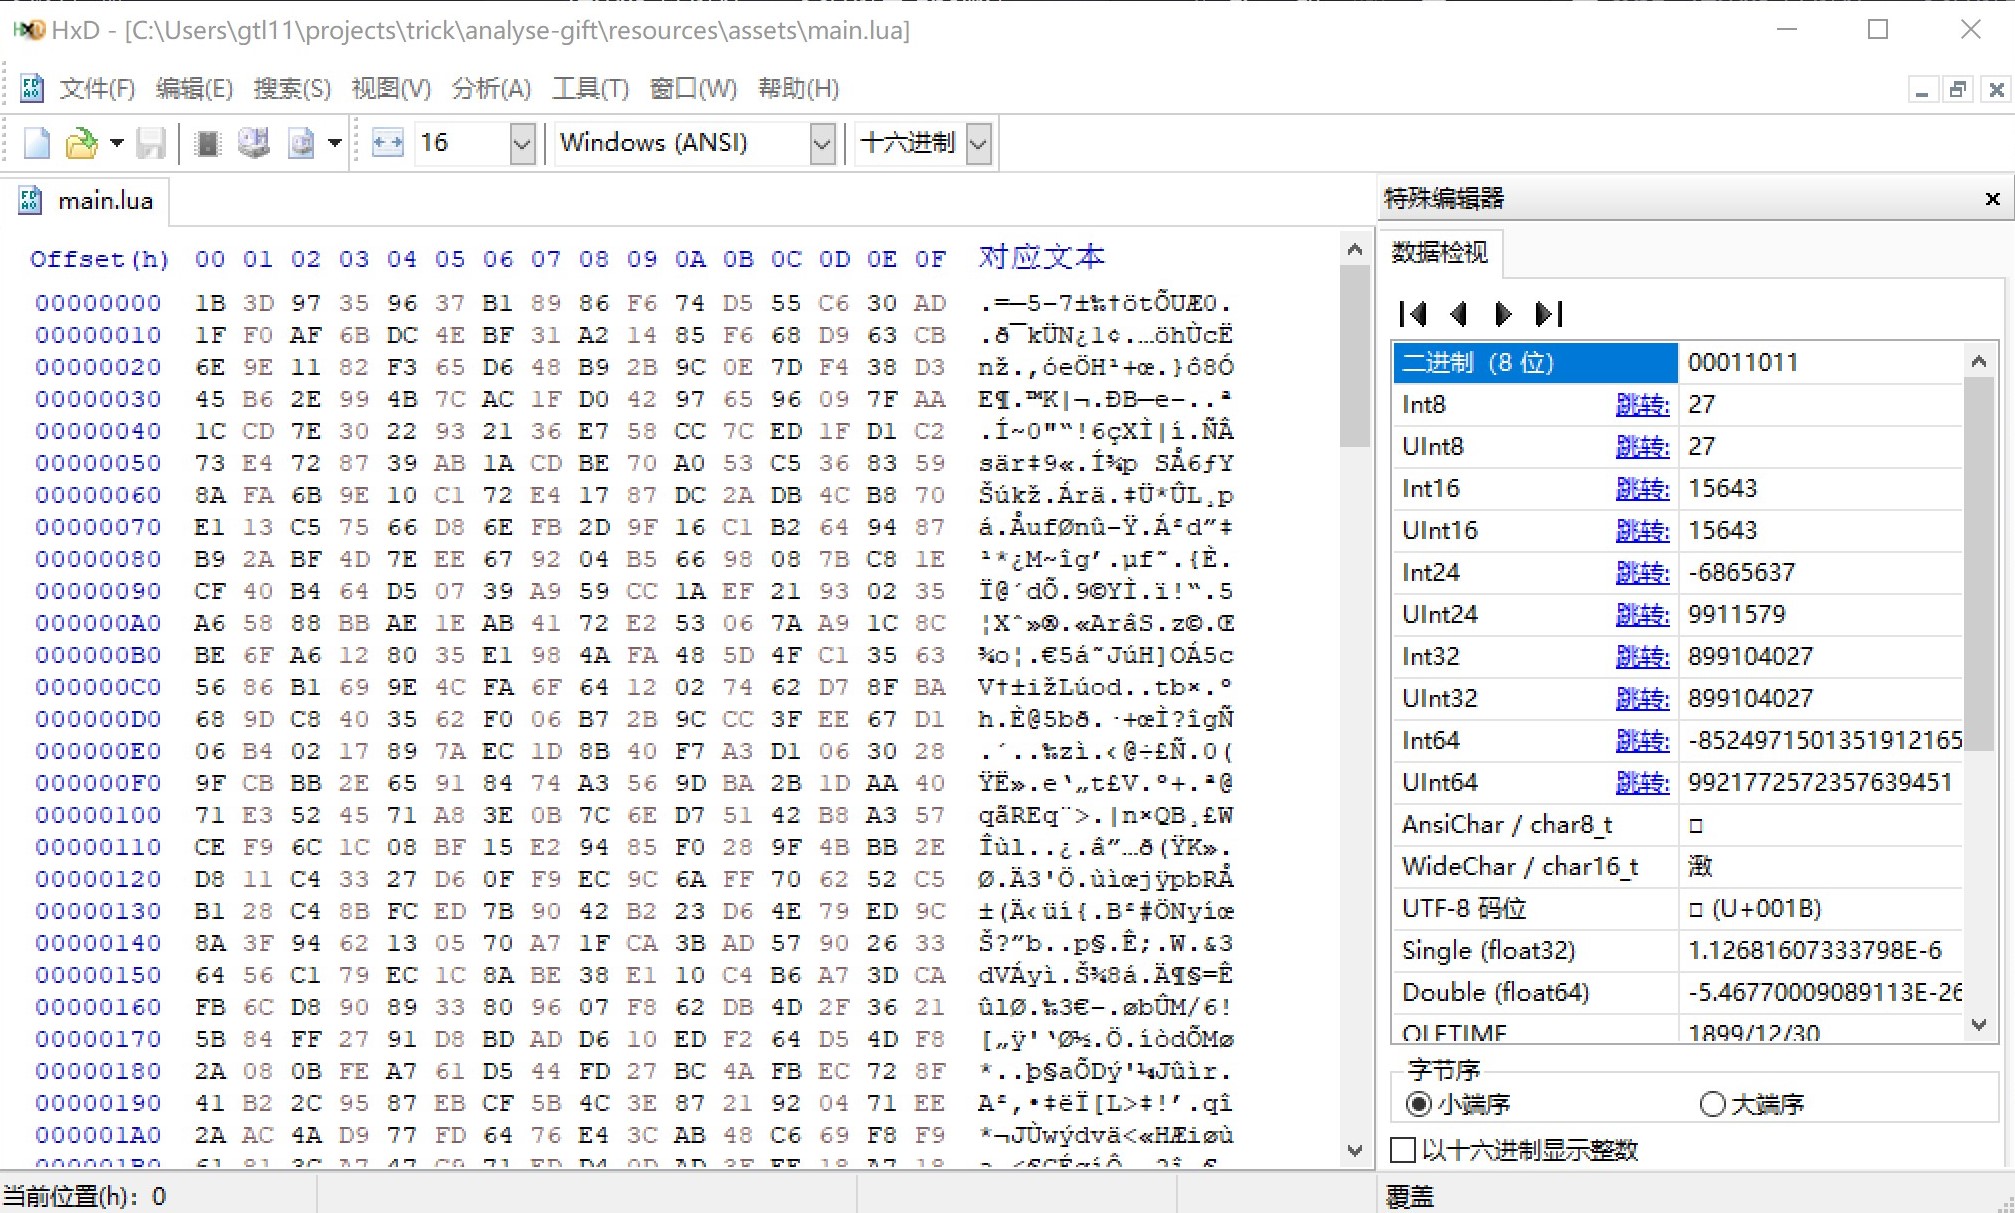 HxD - [C:\Users\gtl11\projects\trick\analyse-gift\resources\assets\main.lua]
文件(F) 编辑(E) 搜索(S) 视图(V) 分析(A) 工具(T) 窗口(W) 帮助(H)
16 Windows (ANSI) 十六进制
main.lua
Offset(h) 00 01 02 03 04 05 06 07 08 09 0A 0B 0C 0D 0E 0F 对应文本
00000000 1B 3D 97 35 96 37 B1 89 86 F6 74 D5 55 C6 30 AD .=—5–7±‰†ötÕUÆ0.
00000010 1F F0 AF 6B DC 4E BF 31 A2 14 85 F6 68 D9 63 CB .ð¯kÜN¿1¢.…öhÙcË
00000020 6E 9E 11 82 F3 65 D6 48 B9 2B 9C 0E 7D F4 38 D3 nž.‚óeÖH¹+œ.}ô8Ó
00000030 45 B6 2E 99 4B 7C AC 1F D0 42 97 65 96 09 7F AA E¶.™K|¬.ÐB—e–..ª
00000040 1C CD 7E 30 22 93 21 36 E7 58 CC 7C ED 1F D1 C2 .Í~0"“!6çXÌ|í.ÑÂ
00000050 73 E4 72 87 39 AB 1A CD BE 70 A0 53 C5 36 83 59 sär‡9«.Í¾p SÅ6ƒY
00000060 8A FA 6B 9E 10 C1 72 E4 17 87 DC 2A DB 4C B8 70 Šúkž.Árä.‡Ü*ÛL¸p
00000070 E1 13 C5 75 66 D8 6E FB 2D 9F 16 C1 B2 64 94 87 á.ÅufØnû-Ÿ.Á²d”‡
00000080 B9 2A BF 4D 7E EE 67 92 04 B5 66 98 08 7B C8 1E ¹*¿M~îg’.µf˜.{È.
00000090 CF 40 B4 64 D5 07 39 A9 59 CC 1A EF 21 93 02 35 Ï@´dÕ.9©YÌ.ï!“.5
000000A0 A6 58 88 BB AE 1E AB 41 72 E2 53 06 7A A9 1C 8C ¦Xˆ»®.«ArâS.z©.Œ
000000B0 BE 6F A6 12 80 35 E1 98 4A FA 48 5D 4F C1 35 63 ¾o¦.€5á˜JúH]OÁ5c
000000C0 56 86 B1 69 9E 4C FA 6F 64 12 02 74 62 D7 8F BA V†±ižLúod..tb×.º
000000D0 68 9D C8 40 35 62 F0 06 B7 2B 9C CC 3F EE 67 D1 h.È@5bð.·+œÌ?îgÑ
000000E0 06 B4 02 17 89 7A EC 1D 8B 40 F7 A3 D1 06 30 28 .´..‰zì.‹@÷£Ñ.0(
000000F0 9F CB BB 2E 65 91 84 74 A3 56 9D BA 2B 1D AA 40 ŸË».e‘„t£V.º+.ª@
00000100 71 E3 52 45 71 A8 3E 0B 7C 6E D7 51 42 B8 A3 57 qãREq¨>.|n×QB¸£W
00000110 CE F9 6C 1C 08 BF 15 E2 94 85 F0 28 9F 4B BB 2E Îùl..¿.â”…ð(ŸK».
00000120 D8 11 C4 33 27 D6 0F F9 EC 9C 6A FF 70 62 52 C5 Ø.Ä3'Ö.ùìœjÿpbRÅ
00000130 B1 28 C4 8B FC ED 7B 90 42 B2 23 D6 4E 79 ED 9C ±(Ä‹üí{.B²#ÖNyíœ
00000140 8A 3F 94 62 13 05 70 A7 1F CA 3B AD 57 90 26 33 Š?”b..p§.Ê;.W.&3
00000150 64 56 C1 79 EC 1C 8A BE 38 E1 10 C4 B6 A7 3D CA dVÁyì.Š¾8á.Ä¶§=Ê
00000160 FB 6C D8 90 89 33 80 96 07 F8 62 DB 4D 2F 36 21 ûlØ.‰3€–.øbÛM/6!
00000170 5B 84 FF 27 91 D8 BD AD D6 10 ED F2 64 D5 4D F8 [„ÿ'‘Ø½.Ö.íòdÕMø
00000180 2A 08 0B FE A7 61 D5 44 FD 27 BC 4A FB EC 72 8F *..þ§aÕDý'¼Jûìr.
00000190 41 B2 2C 95 87 EB CF 5B 4C 3E 87 21 92 04 71 EE A²,•‡ëÏ[L>‡!’.qî
000001A0 2A AC 4A D9 77 FD 64 76 E4 3C AB 48 C6 69 F8 F9 *¬JÙwýdvä<«HÆiøù
特殊编辑器
数据检视
二进制 (8 位) 00011011
Int8 跳转: 27
UInt8 跳转: 27
Int16 跳转: 15643
UInt16 跳转: 15643
Int24 跳转: -6865637
UInt24 跳转: 9911579
Int32 跳转: 899104027
UInt32 跳转: 899104027
Int64 跳转: -8524971501351912165
UInt64 跳转: 9921772572357639451
AnsiChar / char8_t □
WideChar / char16_t 㴛
UTF-8 码位 □ (U+001B)
Single (float32) 1.12681607333798E-6
Double (float64) -5.46770009089113E-26
OLETIME 1899/12/30
字节序
小端序 大端序
以十六进制显示整数
当前位置(h): 0 覆盖